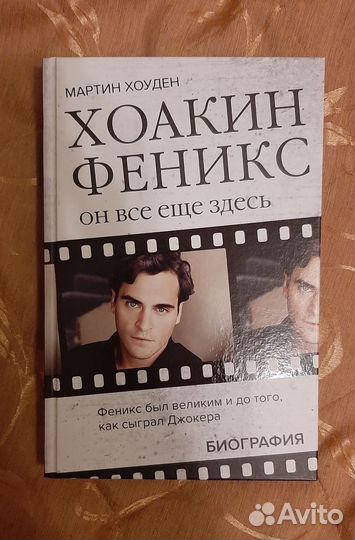 МАРТИН ХОУДЕН
ХОАКИН
ФЕНИКС
он все еще здесь
Феникс был великим и до того,
как сыграл Джокера
БИОГРАФИЯ
Avito